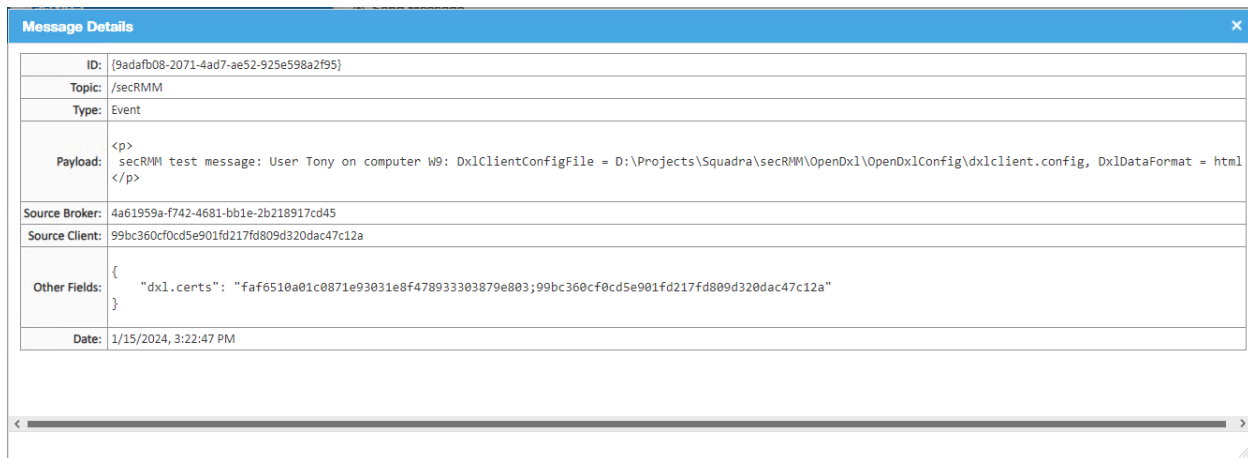 Message Details
ID: {9adafb08-2071-4ad7-ae52-925e598a2f95}
Topic: /secRMM
Type: Event
<p>
Payload: secRMM test message: User Tony on computer W9: DxlClientConfigFile = D:\Projects\Squadra\secRMM\OpenDxl\OpenDxlConfig\dxlclient.config, DxlDataFormat = html
</p>
Source Broker: 4a61959a-f742-4681-bb1e-2b218917cd45
Source Client: 99bc360cf0cd5e901fd217fd809d320dac47c12a
{
Other Fields: "dxl.certs": "faf6510a01c0871e93031e8f478933303879e803;99bc360cf0cd5e901fd217fd809d320dac47c12a"
}
Date: 1/15/2024, 3:22:47 PM